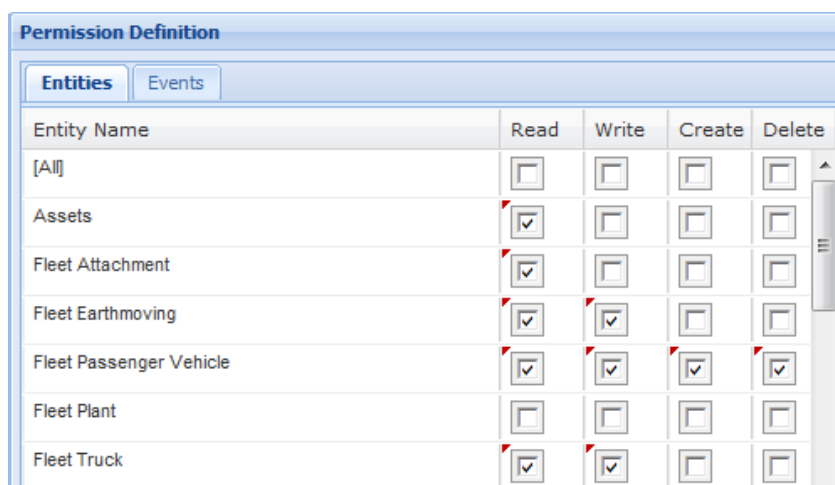 Permission Definition
Entities Events
Entity Name Read Write Create Delete
[All]
Assets
Fleet Attachment
Fleet Earthmoving
Fleet Passenger Vehicle
Fleet Plant
Fleet Truck